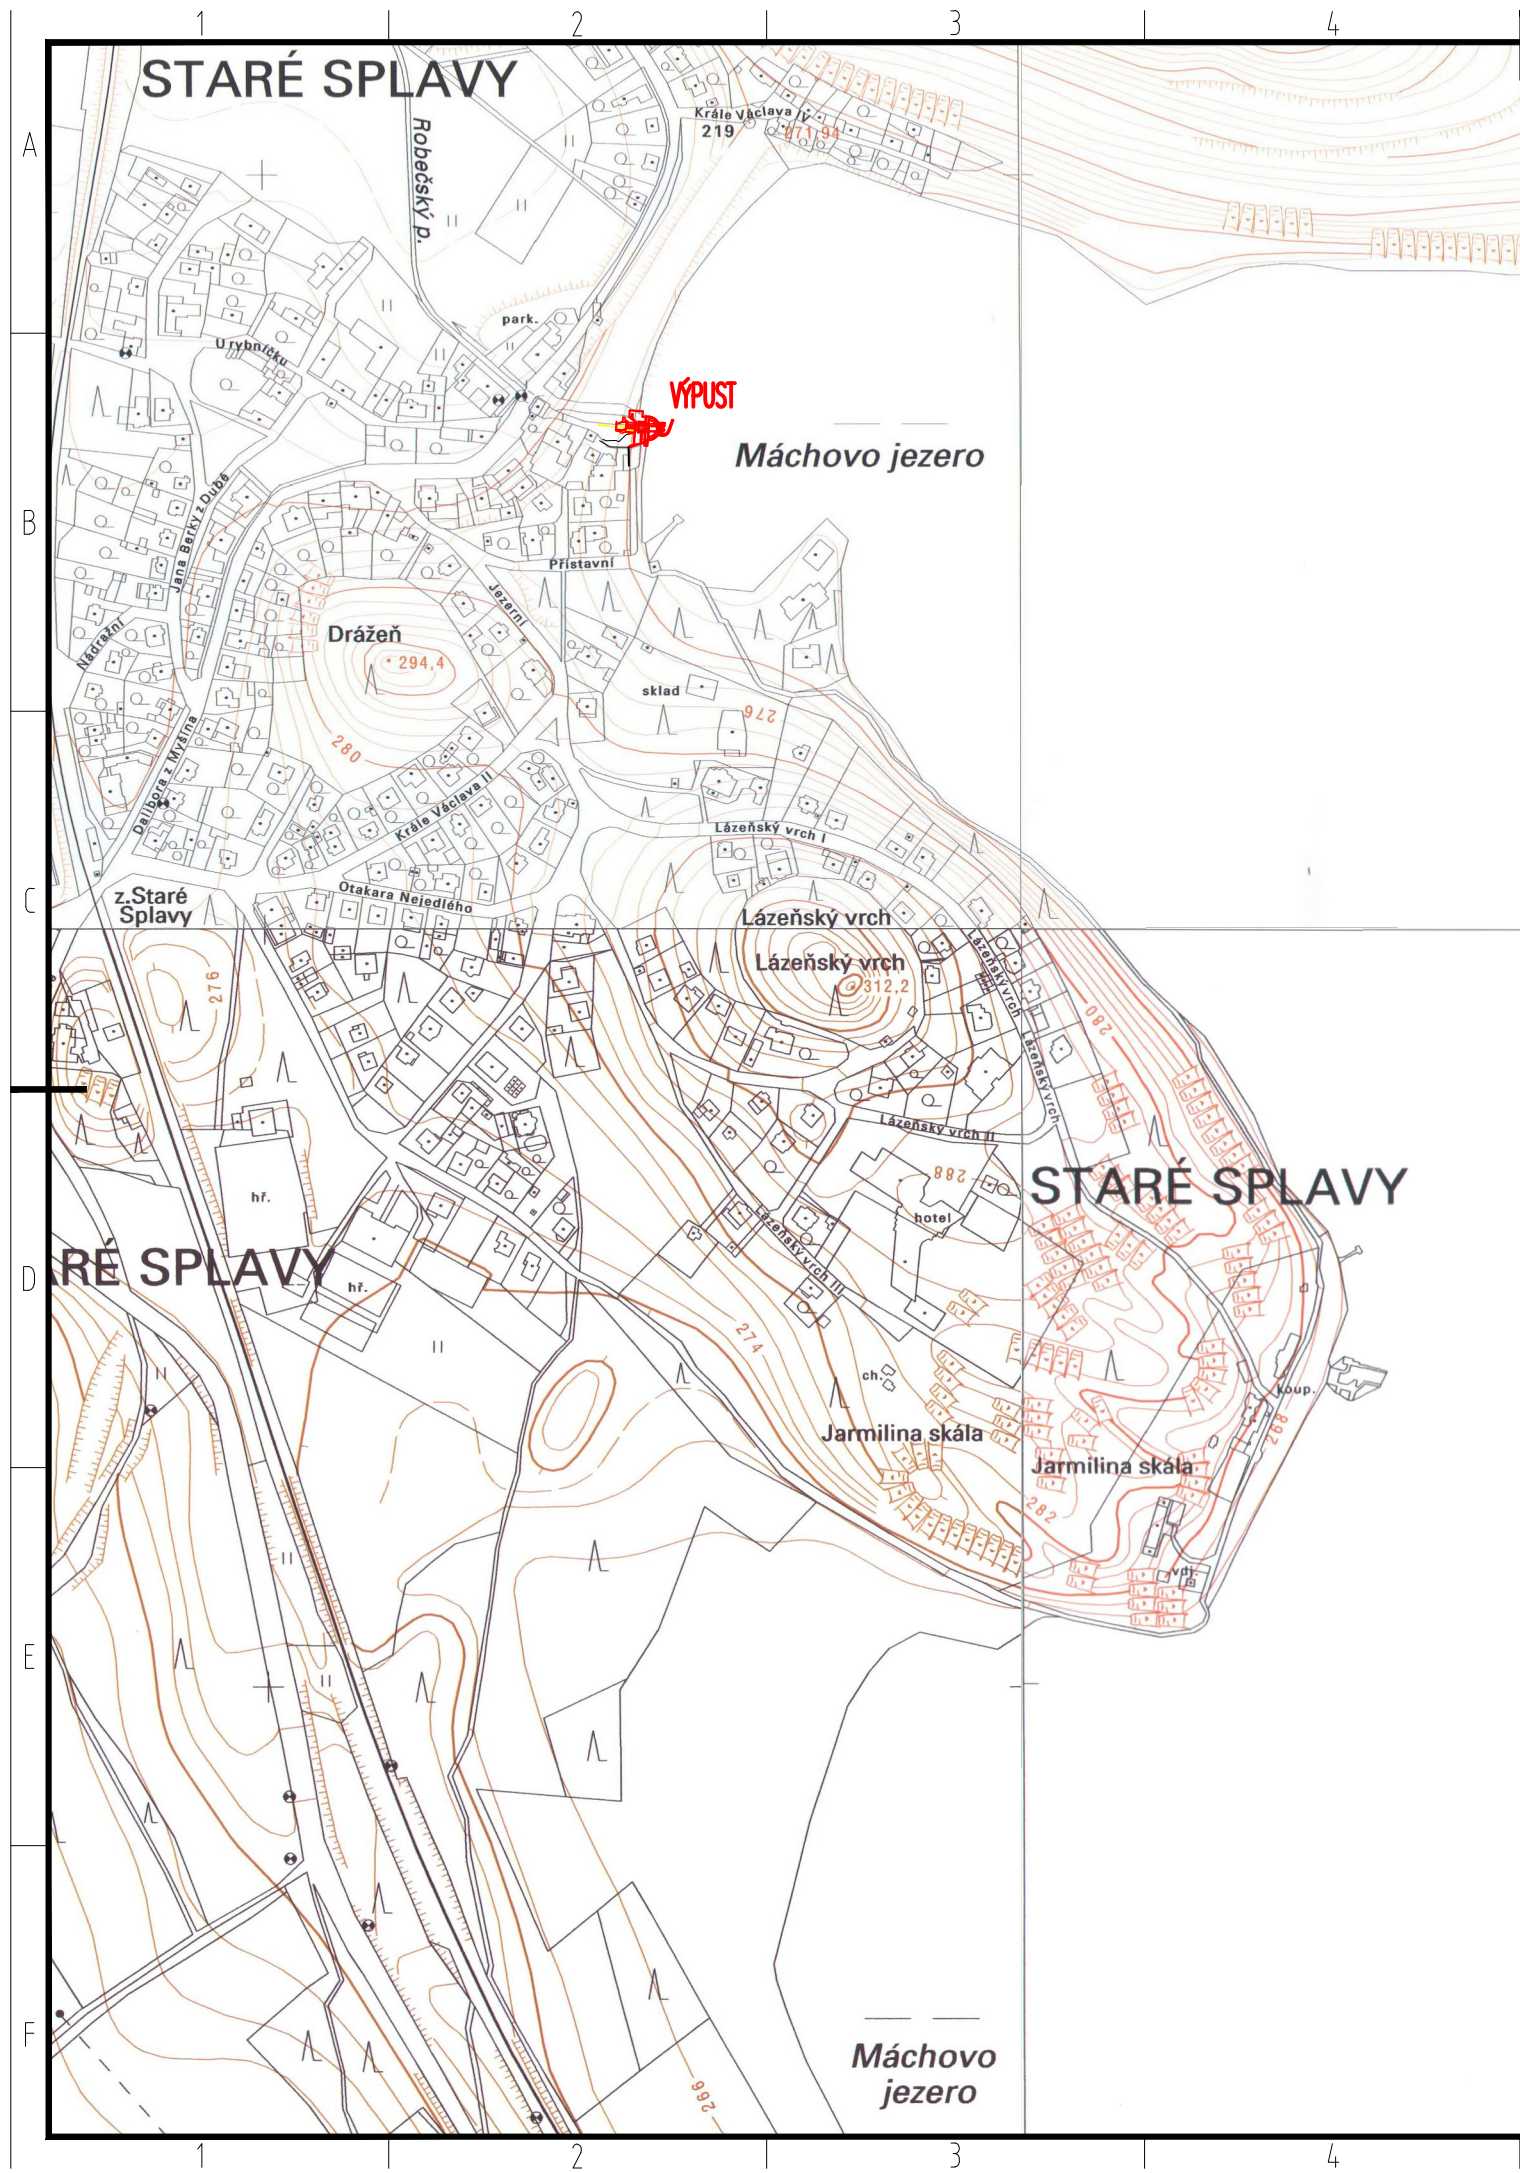 1
2
3
4
STARÉ SPLAVY
Krále Václava IV
219
271,94
A
Robečský p.
park.
U rybníčku
VÝPUST
Máchovo jezero
B
Jana Berky z Dubé
Přístavní
Jezerní
Drážeň
294,4
Nádražní
sklad
276
280
Dalibora z Myšína
Krále Václava II
Lázeňský vrch I
C
z.Staré
Splavy
Otakara Nejedlého
Lázeňský vrch
Lázeňský vrch
312,2
276
Lázeňský vrch
280
Lázeňský vrch
Lázeňský vrch II
288
STARÉ SPLAVY
hř.
hotel
Lázeňský vrch III
D
RÉ SPLAVY
hř.
274
ch.
koup.
268
Jarmilina skála
Jarmilina skála
282
vdj.
E
F
Máchovo
jezero
266
1
2
3
4